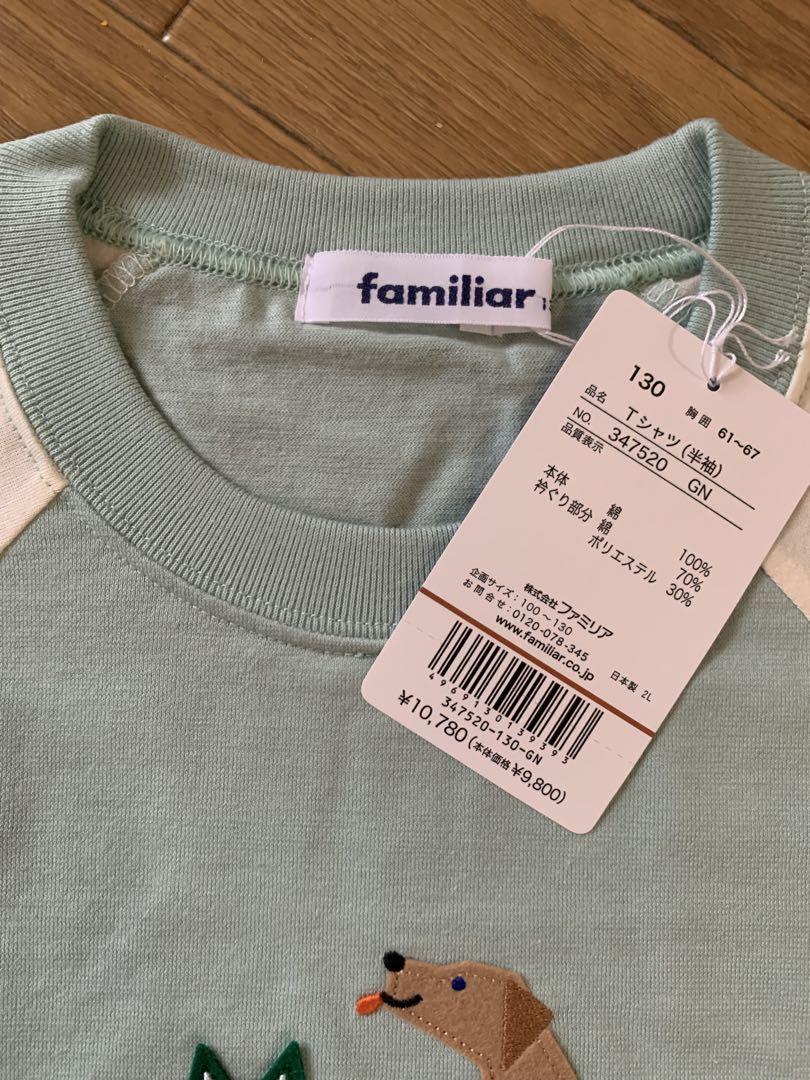 familiar
130 胸囲 61～67
品名 Tシャツ(半袖)
NO. 347520 GN
品質表示
本体 綿 100%
衿ぐり部分 綿 70%
ポリエステル 30%
企画サイズ：100～130
株式会社ファミリア
お問合せ：0120-078-345
www.familiar.co.jp
日本製 2L
4969130139393
347520-130-GN
¥10,780(本体価格¥9,800)